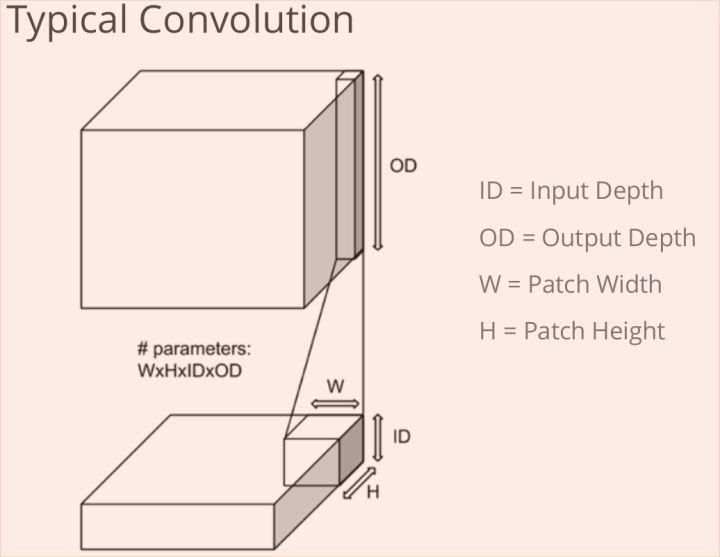 Typical Convolution
OD
ID = Input Depth
OD = Output Depth
W = Patch Width
H = Patch Height
# parameters:
WxHxIDxOD
W
ID
H